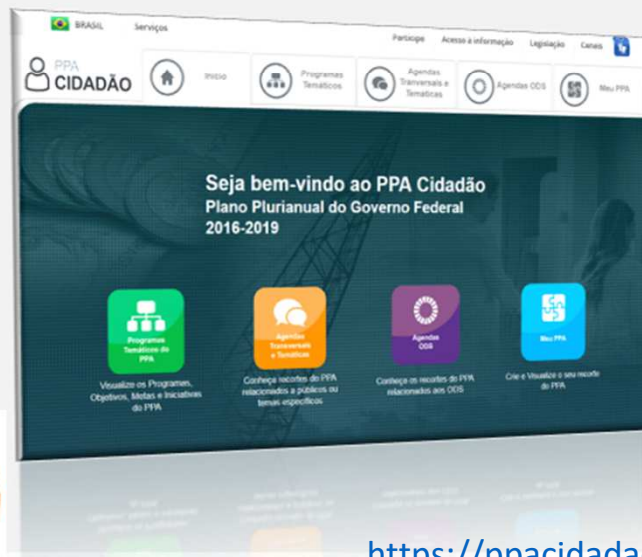 BRASIL Serviços
Participe Acesso à informação Legislação Canais
PPA
CIDADÃO
Início
Programas
Temáticos
Agendas
Tranversais e
Temáticas
Agendas ODS
Meu PPA
Seja bem-vindo ao PPA Cidadão
Plano Plurianual do Governo Federal
2016-2019
Programas
Temáticos do
PPA
Visualize os Programas,
Objetivos, Metas e Iniciativas
do PPA
Agendas
Transversais
e Temáticas
Conheça recortes do PPA
relacionados a públicos ou
temas específicos
Agendas
ODS
Conheça os recortes do PPA
relacionados aos ODS
Meu PPA
Crie e Visualize o seu recorte
do PPA
https://ppacidada